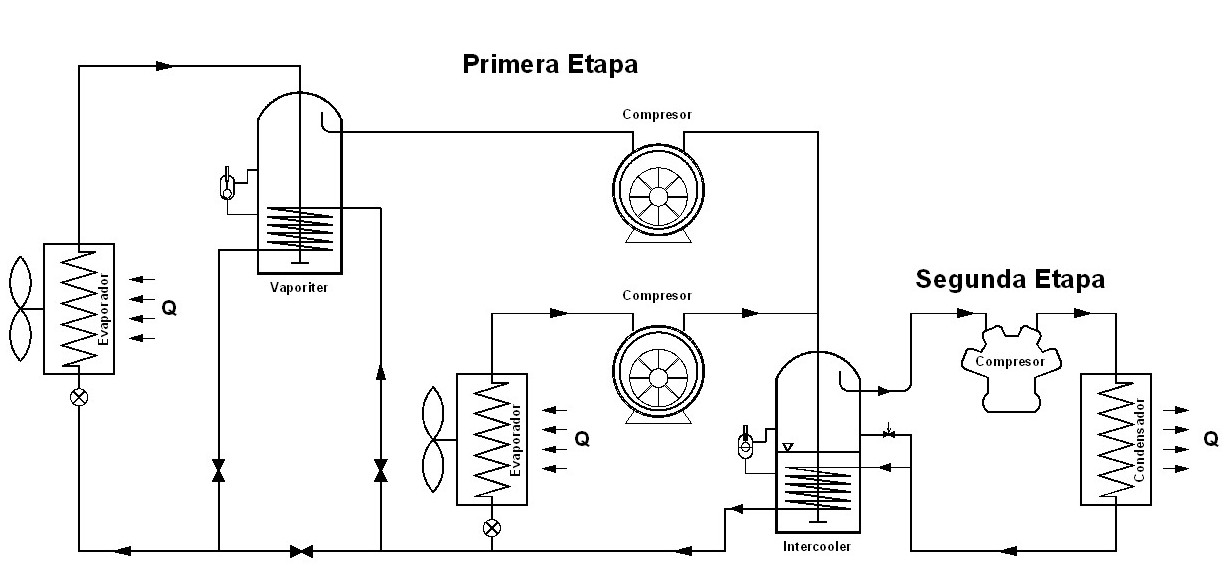 Primera Etapa
Compresor
Evaporador
Q
Vaporiter
Compresor
Segunda Etapa
Compresor
Evaporador
Q
Condensador
Q
Intercooler